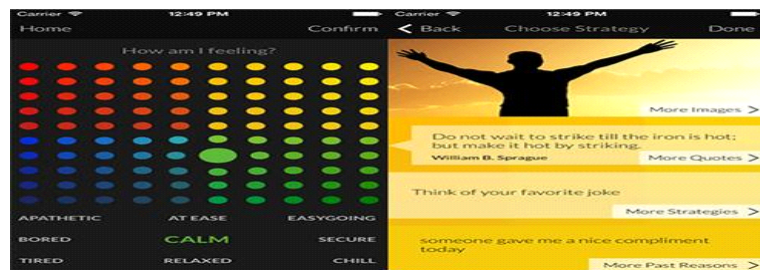 Carrier 12:49 PM
Home Confirm
How am I feeling?
APATHETIC AT EASE EASYGOING
BORED CALM SECURE
TIRED RELAXED CHILL
Carrier 12:49 PM
Back Choose Strategy Done
More Images >
Do not wait to strike till the iron is hot;
but make it hot by striking.
William B. Sprague More Quotes >
Think of your favorite joke
More Strategies >
someone gave me a nice compliment
today
More Past Reasons >